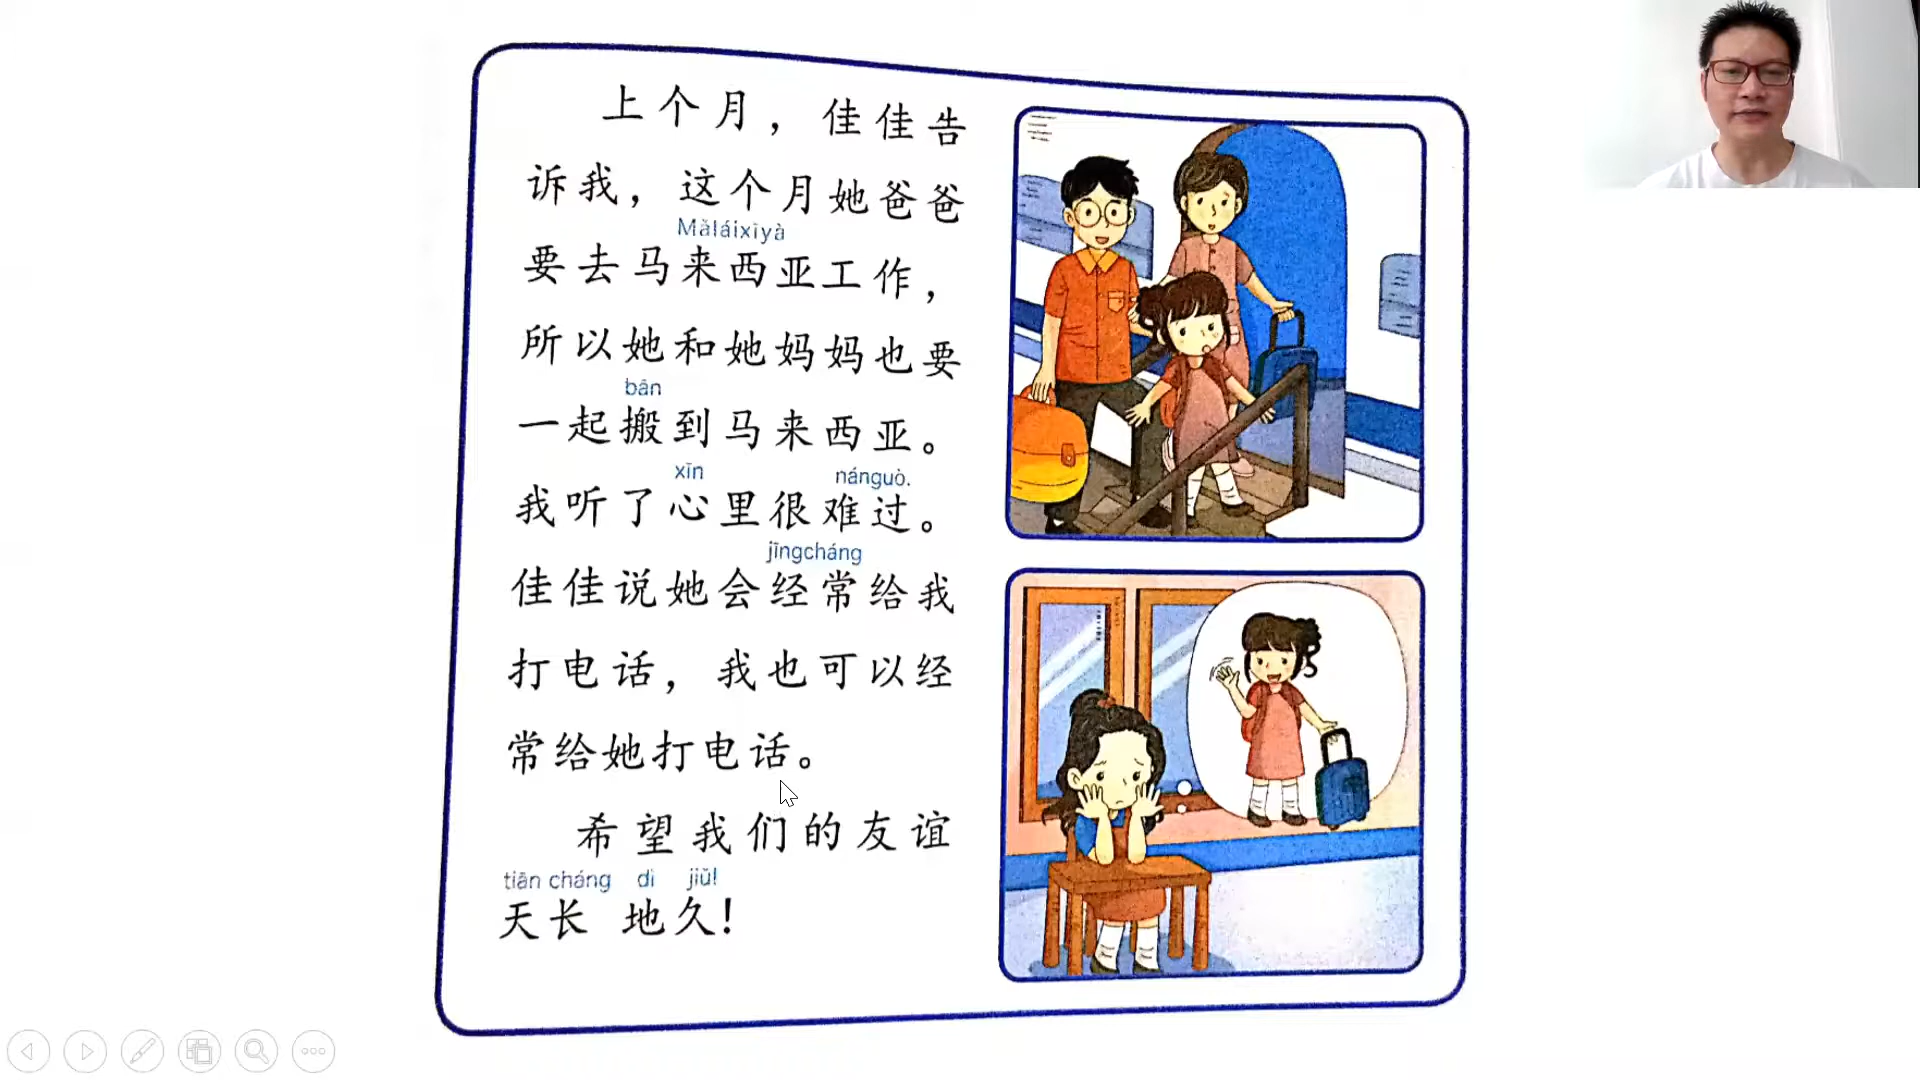 上个月，佳佳告
诉我，这个月她爸爸
Mǎláixīyà
要去马来西亚工作，
所以她和她妈妈也要
bān
一起搬到马来西亚。
xīn nánguò.
我听了心里很难过。
jīngcháng
佳佳说她会经常给我
打电话，我也可以经
常给她打电话。
希望我们的友谊
tiān cháng dì jiǔ!
天长 地久！